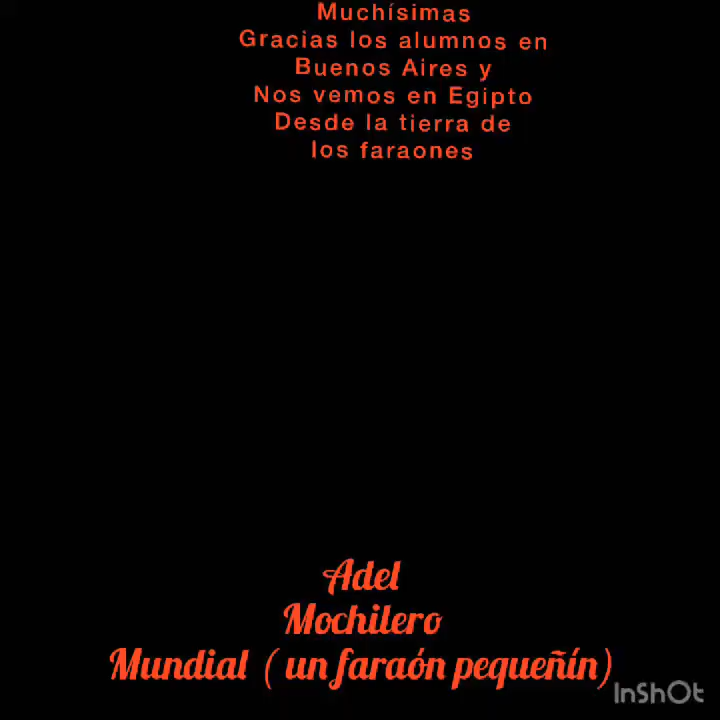 Muchísimas
Gracias los alumnos en
Buenos Aires y
Nos vemos en Egipto
Desde la tierra de
los faraones
Adel
Mochilero
Mundial ( un faraón pequeñín)
InShOt